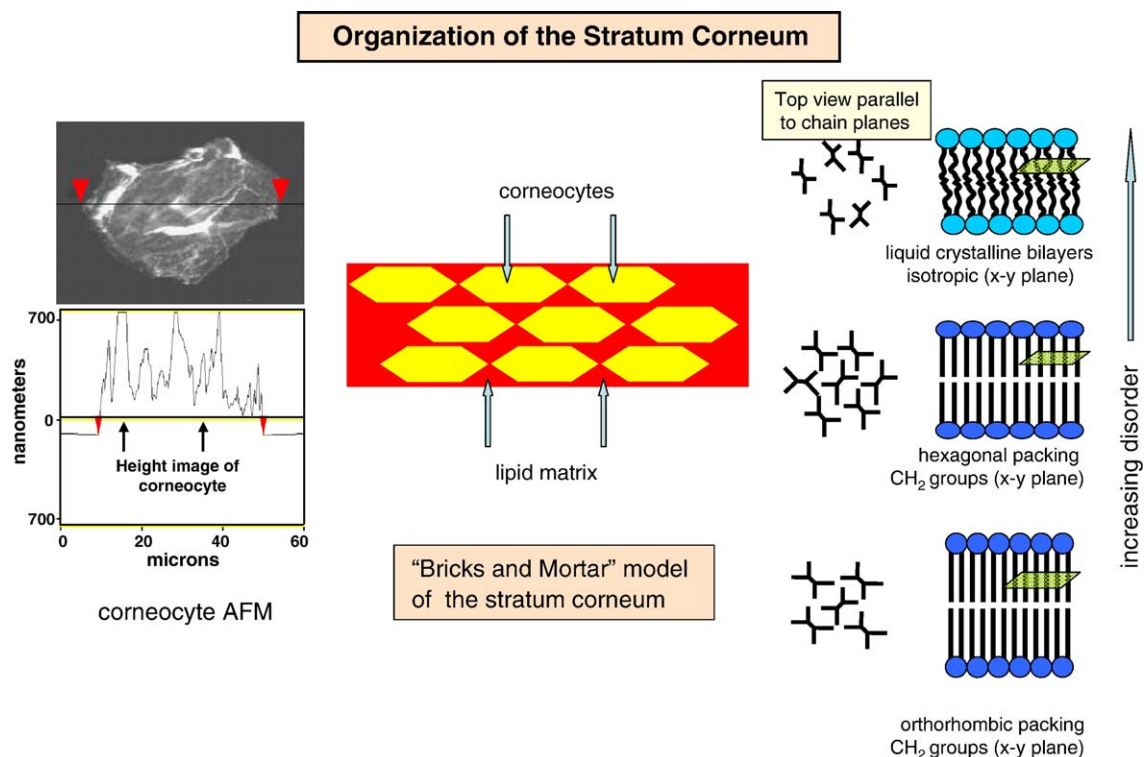 Organization of the Stratum Corneum
Top view parallel
to chain planes
corneocytes
liquid crystalline bilayers
isotropic (x-y plane)
700
0
700
nanometers
Height image of
corneocyte
0
20
40
60
microns
corneocyte AFM
lipid matrix
"Bricks and Mortar" model
of the stratum corneum
hexagonal packing
CH₂ groups (x-y plane)
orthorhombic packing
CH₂ groups (x-y plane)
increasing disorder